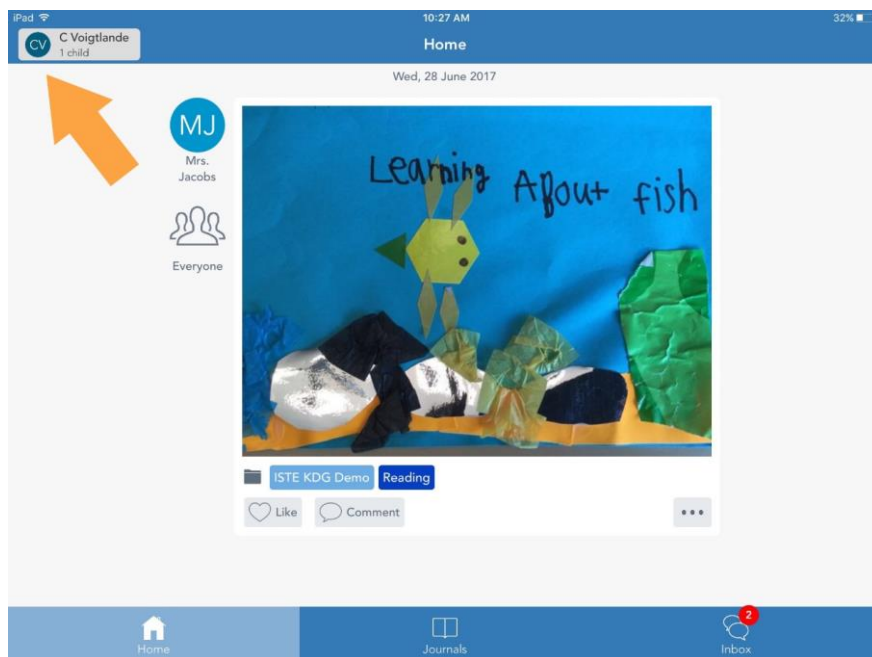 iPad 10:27 AM 32%
CV C Voigtlande
1 child
Home
Wed, 28 June 2017
MJ
Mrs.
Jacobs
Everyone
Learning About fish
ISTE KDG Demo Reading
Like Comment
Home Journals Inbox 2